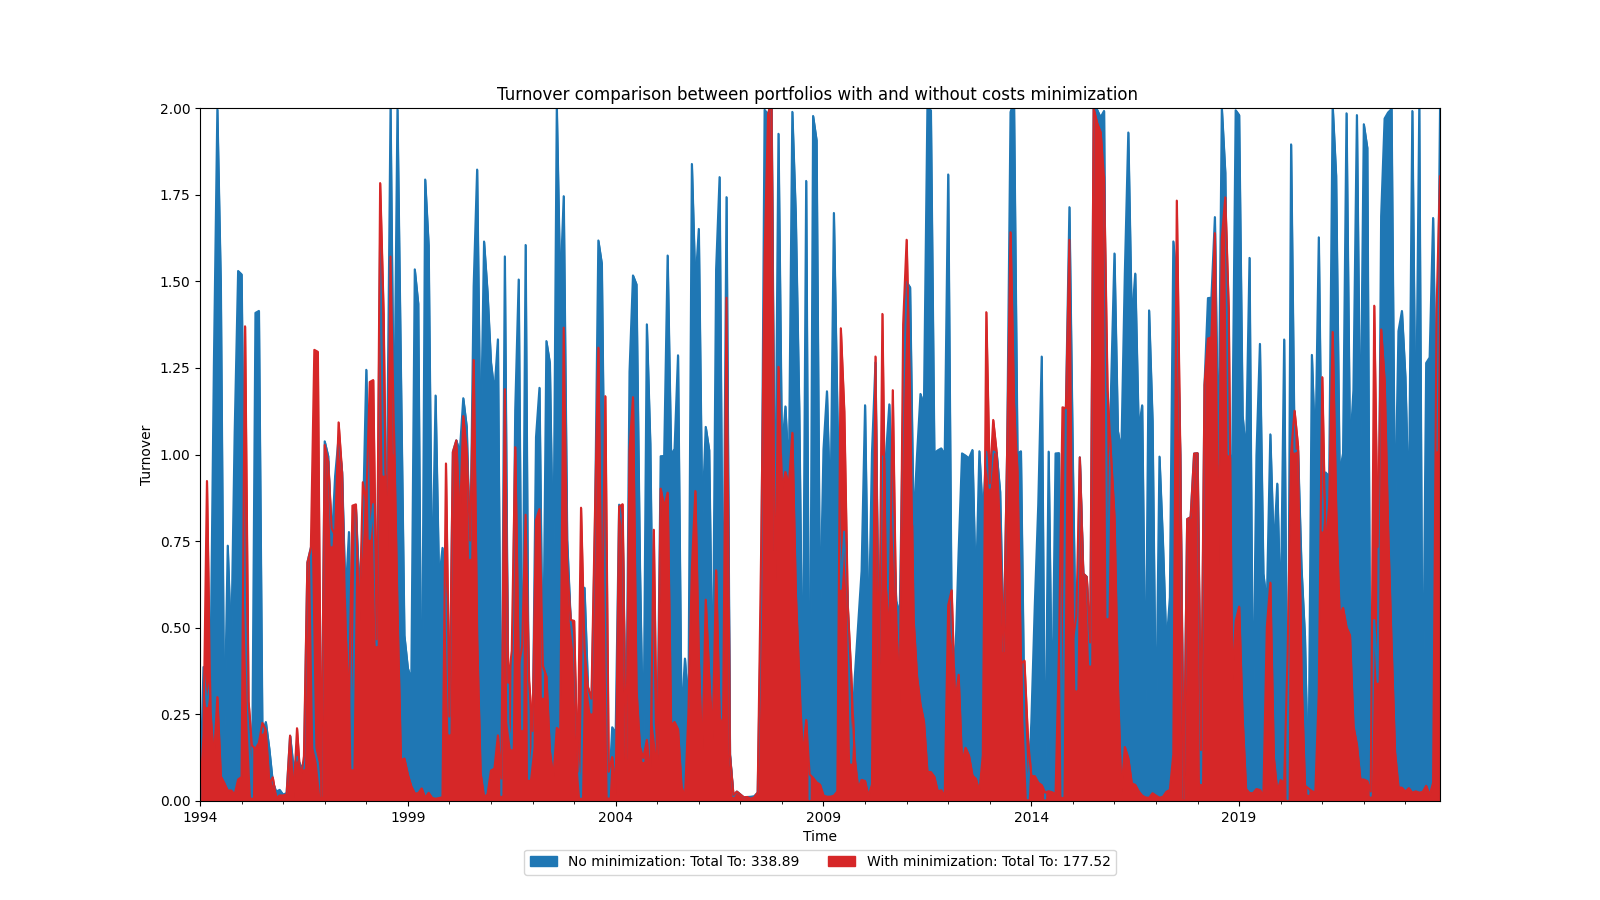 Turnover comparison between portfolios with and without costs minimization
2.00
1.75
1.50
1.25
1.00
0.75
0.50
0.25
0.00
Turnover
1994 1999 2004 2009 2014 2019
Time
No minimization: Total To: 338.89 With minimization: Total To: 177.52